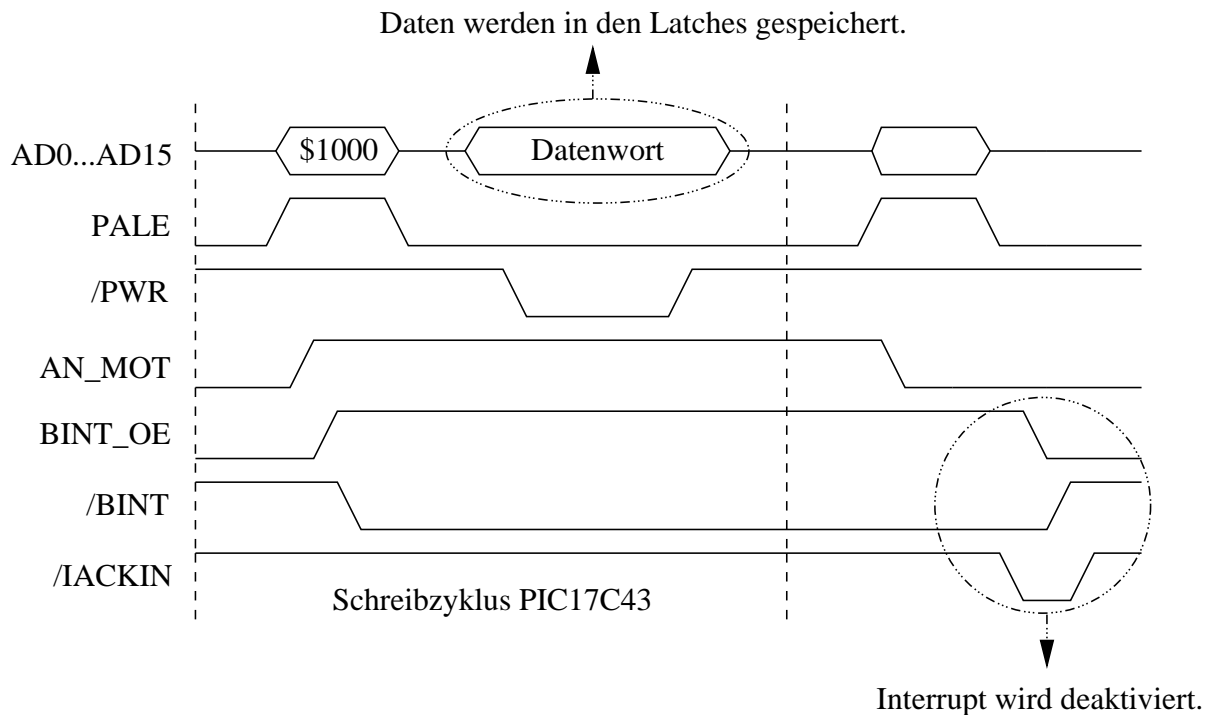 Daten werden in den Latches gespeichert.
AD0...AD15
$1000
Datenwort
PALE
/PWR
AN_MOT
BINT_OE
/BINT
/IACKIN
Schreibzyklus PIC17C43
Interrupt wird deaktiviert.